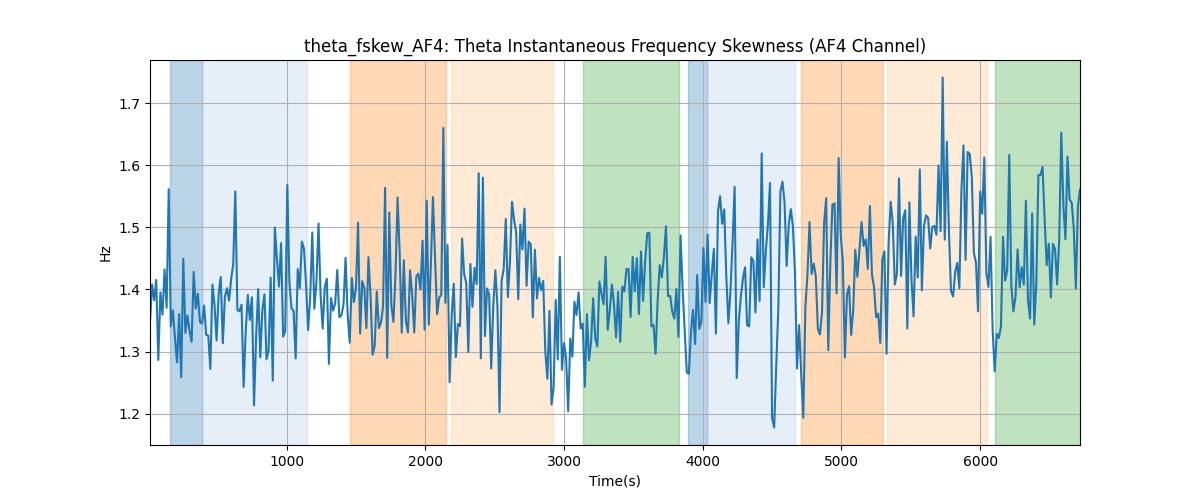 theta_fskew_AF4: Theta Instantaneous Frequency Skewness (AF4 Channel)
1.7
1.6
1.5
1.4
1.3
1.2
Hz
1000 2000 3000 4000 5000 6000
Time(s)